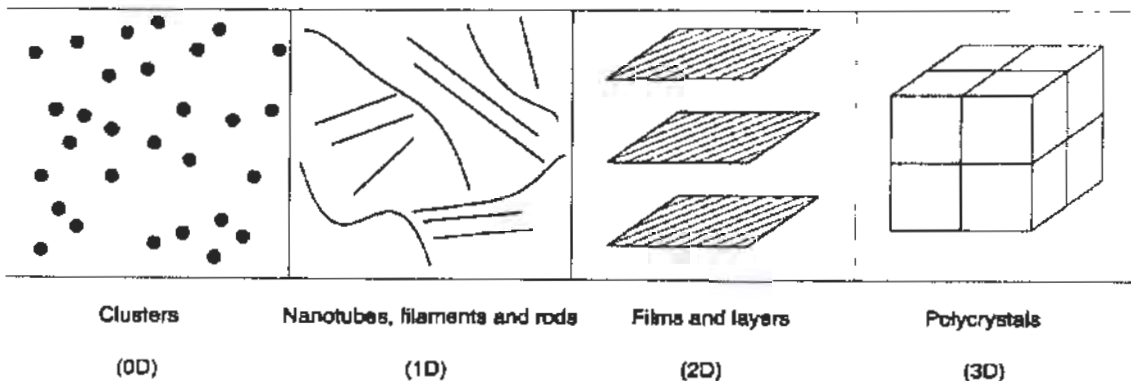 Clusters
Nanotubes, filaments and rods
Films and layers
Polycrystals
(0D)
(1D)
(2D)
(3D)